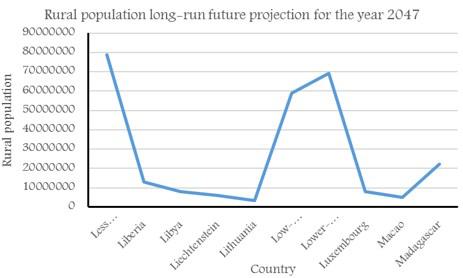 Rural population long-run future projection for the year 2047
Rural population
90000000
80000000
70000000
60000000
50000000
40000000
30000000
20000000
10000000
0
Less…
Liberia
Libya
Liechtenstein
Lithuania
Low-…
Lower-…
Luxembourg
Macao
Madagascar
Country